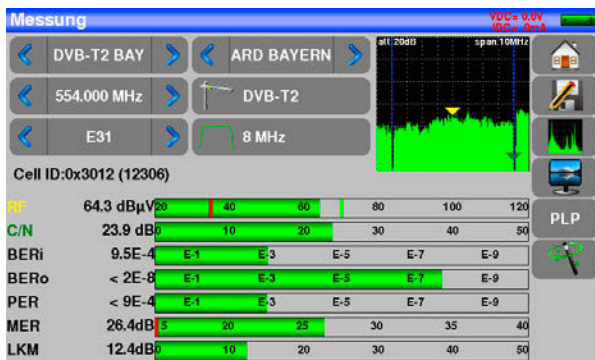 Messung
VDC= 0.0V
IDC= 0mA
DVB-T2 BAY
ARD BAYERN
att.20dB
span:10MHz
554.000 MHz
DVB-T2
E31
8 MHz
Cell ID:0x3012 (12306)
RF 64.3 dBµV 20 40 60 80 100 120
C/N 23.9 dB 0 10 20 30 40 50
PLP
BERi 9.5E-4 E-1 E-3 E-5 E-7 E-9
BERo < 2E-8 E-1 E-3 E-5 E-7 E-9
PER < 9E-4 E-1 E-3 E-5 E-7 E-9
MER 26.4dB 5 20 25 30 35 40
LKM 12.4dB 0 10 20 30 40 50